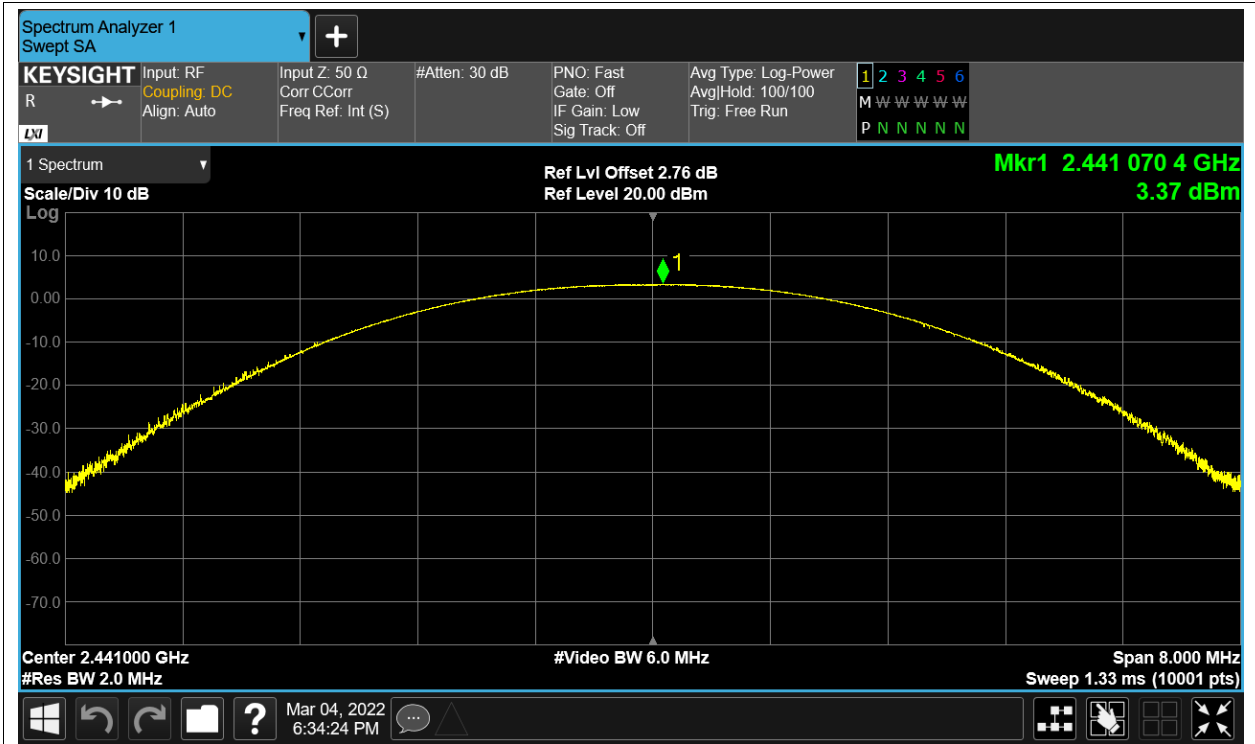 Spectrum Analyzer 1
Swept SA
KEYSIGHT
R
LXI
Input: RF
Coupling: DC
Align: Auto
Input Z: 50 Ω
Corr CCorr
Freq Ref: Int (S)
#Atten: 30 dB
PNO: Fast
Gate: Off
IF Gain: Low
Sig Track: Off
Avg Type: Log-Power
Avg|Hold: 100/100
Trig: Free Run
1 2 3 4 5 6
M W W W W W
P N N N N N
1 Spectrum
Scale/Div 10 dB
Log
Ref Lvl Offset 2.76 dB
Ref Level 20.00 dBm
Mkr1 2.441 070 4 GHz
3.37 dBm
1
10.0
0.00
-10.0
-20.0
-30.0
-40.0
-50.0
-60.0
-70.0
Center 2.441000 GHz
#Res BW 2.0 MHz
#Video BW 6.0 MHz
Span 8.000 MHz
Sweep 1.33 ms (10001 pts)
?
Mar 04, 2022
6:34:24 PM